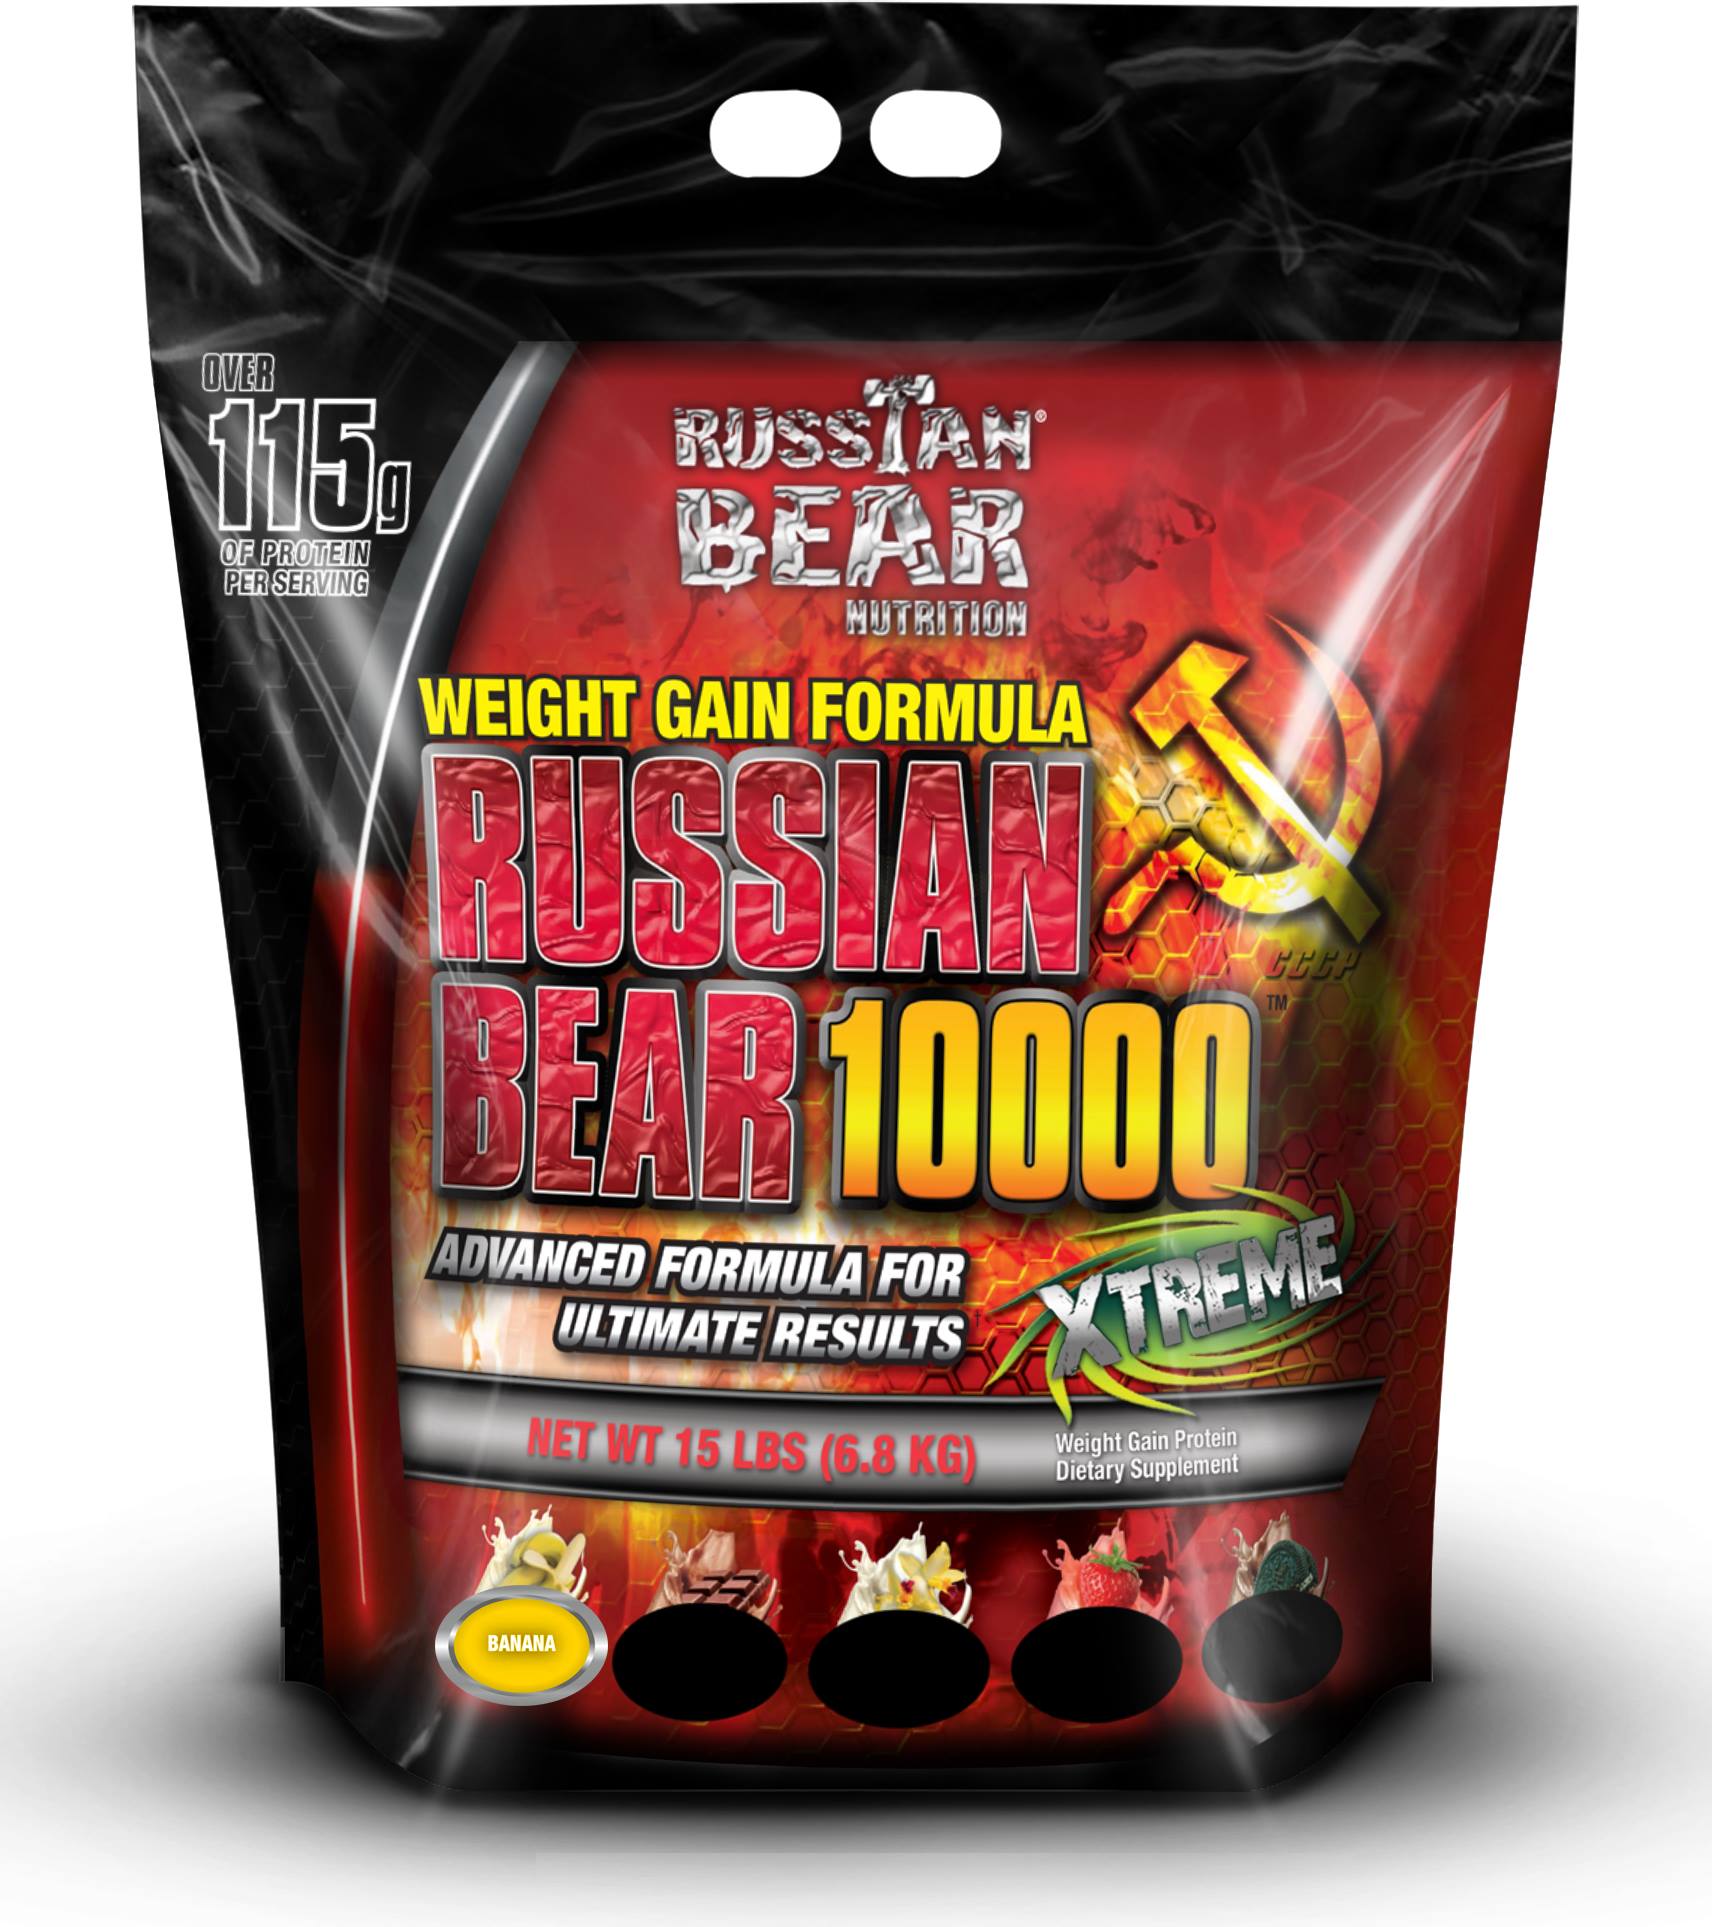 OVER
115g
OF PROTEIN
PER SERVING
RUSSIAN®
BEAR
NUTRITION
WEIGHT GAIN FORMULA
RUSSIAN
BEAR 10000™
CCCP
ADVANCED FORMULA FOR
ULTIMATE RESULTS†
XTREME
NET WT 15 LBS (6.8 KG)
Weight Gain Protein
Dietary Supplement
BANANA